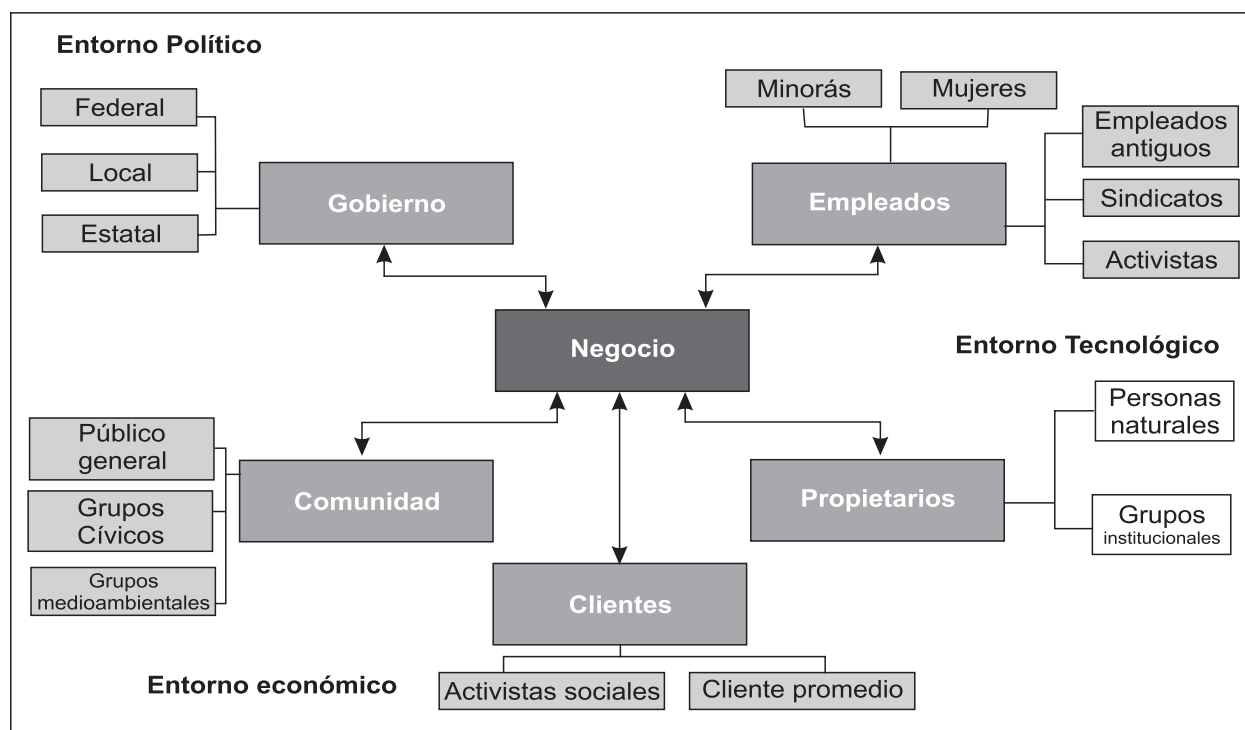 Entorno Político
Federal
Local
Estatal
Gobierno
Minorás
Mujeres
Empleados
Empleados
antiguos
Sindicatos
Activistas
Negocio
Entorno Tecnológico
Personas
naturales
Grupos
institucionales
Propietarios
Público
general
Grupos
Cívicos
Grupos
medioambientales
Comunidad
Clientes
Entorno económico
Activistas sociales
Cliente promedio